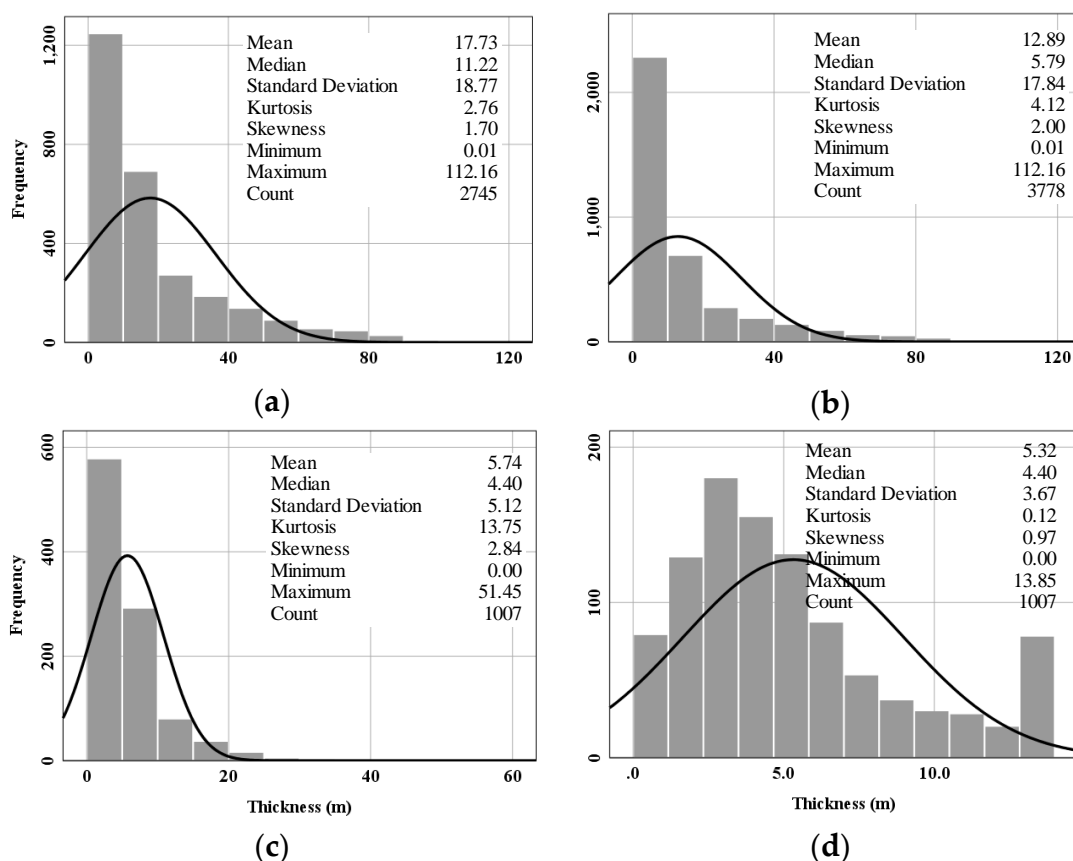 Frequency
1,200
800
400
0
Mean 17.73
Median 11.22
Standard Deviation 18.77
Kurtosis 2.76
Skewness 1.70
Minimum 0.01
Maximum 112.16
Count 2745
0 40 80 120
(a)
2,000
1,000
0
Mean 12.89
Median 5.79
Standard Deviation 17.84
Kurtosis 4.12
Skewness 2.00
Minimum 0.01
Maximum 112.16
Count 3778
0 40 80 120
(b)
Frequency
600
400
200
0
Mean 5.74
Median 4.40
Standard Deviation 5.12
Kurtosis 13.75
Skewness 2.84
Minimum 0.00
Maximum 51.45
Count 1007
0 20 40 60
Thickness (m)
(c)
200
100
0
Mean 5.32
Median 4.40
Standard Deviation 3.67
Kurtosis 0.12
Skewness 0.97
Minimum 0.00
Maximum 13.85
Count 1007
.0 5.0 10.0
Thickness (m)
(d)